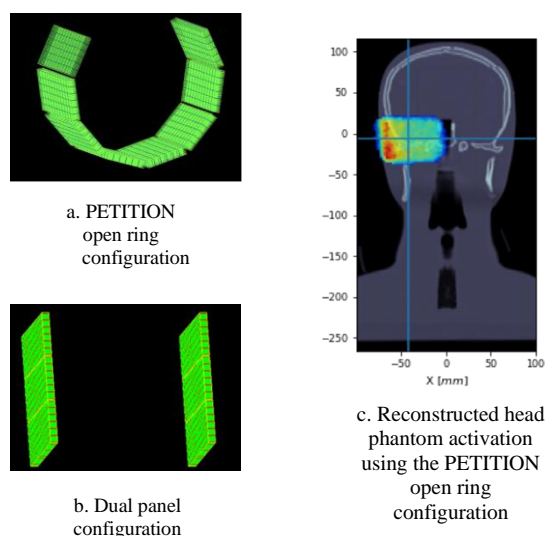 a. PETITION
open ring
configuration
b. Dual panel
configuration
100
50
0
−50
−100
−150
−200
−250
−50
0
50
100
X [mm]
c. Reconstructed head
phantom activation
using the PETITION
open ring
configuration